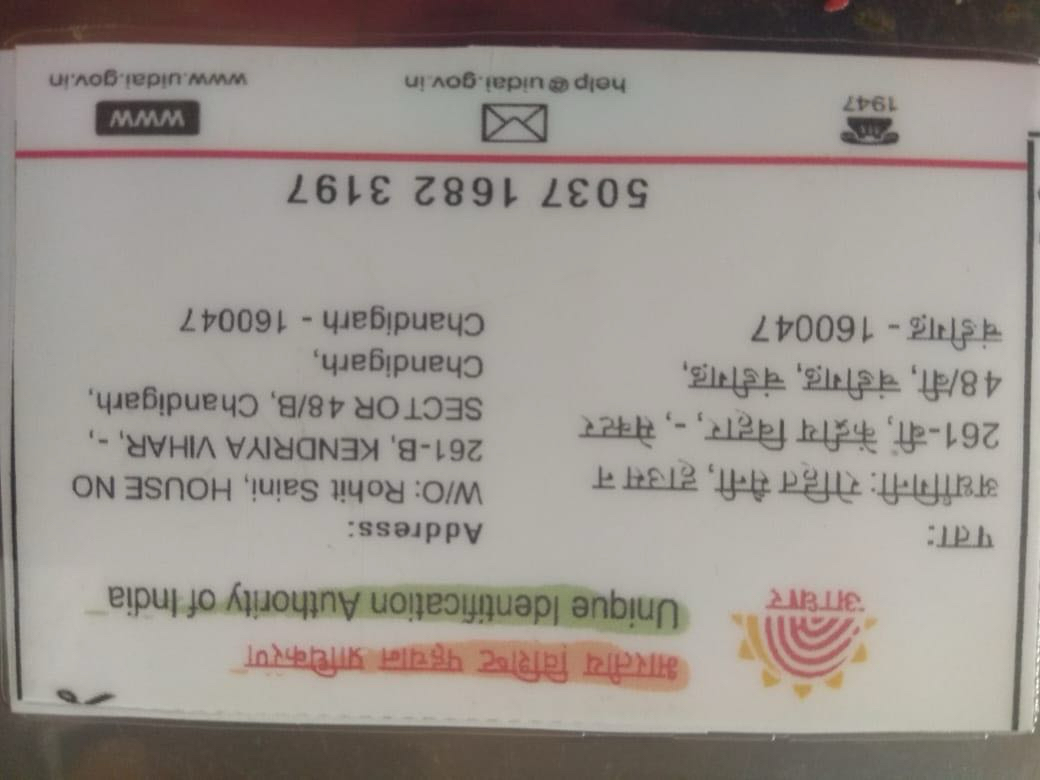 भारतीय विशिष्ट पहचान प्राधिकरण
Unique Identification Authority of India
आधार
पता:
अर्धांगिनी: रोहित सैनी, हाउस न
261-बी, केंद्रीय विहार, -, सेक्टर
48/बी, चंडीगढ़, चंडीगढ़,
चंडीगढ़ - 160047
Address:
W/O: Rohit Saini, HOUSE NO
261-B, KENDRIYA VIHAR, -,
SECTOR 48/B, Chandigarh,
Chandigarh,
Chandigarh - 160047
5037 1682 3197
1947
help@uidai.gov.in
WWW
www.uidai.gov.in